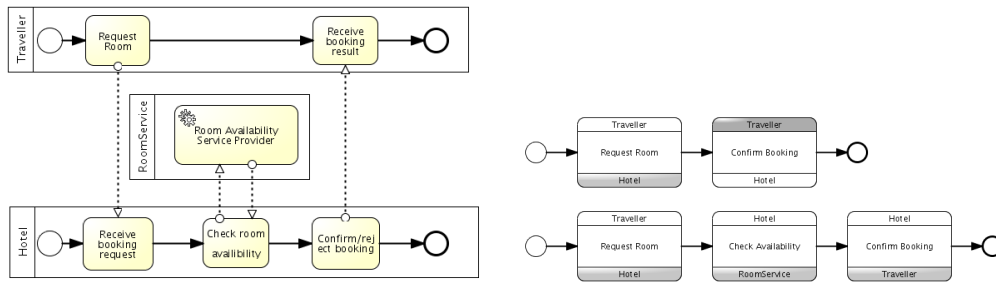 Traveller
Request
Room
Receive
booking
result
RoomService
Room Availability
Service Provider
Hotel
Receive
booking
request
Check room
availibility
Confirm/rej
ect booking
Traveller
Request Room
Hotel
Traveller
Confirm Booking
Hotel
Traveller
Request Room
Hotel
Hotel
Check Availability
RoomService
Hotel
Confirm Booking
Traveller